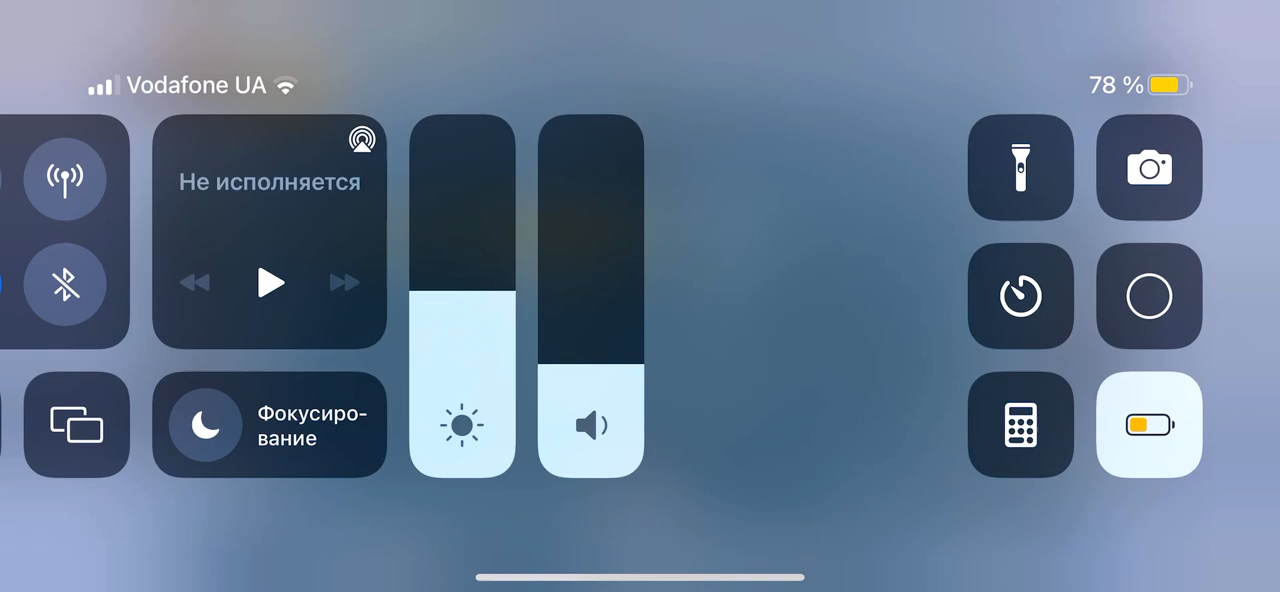 Vodafone UA
78 %
Не исполняется
Фокусиро-
вание